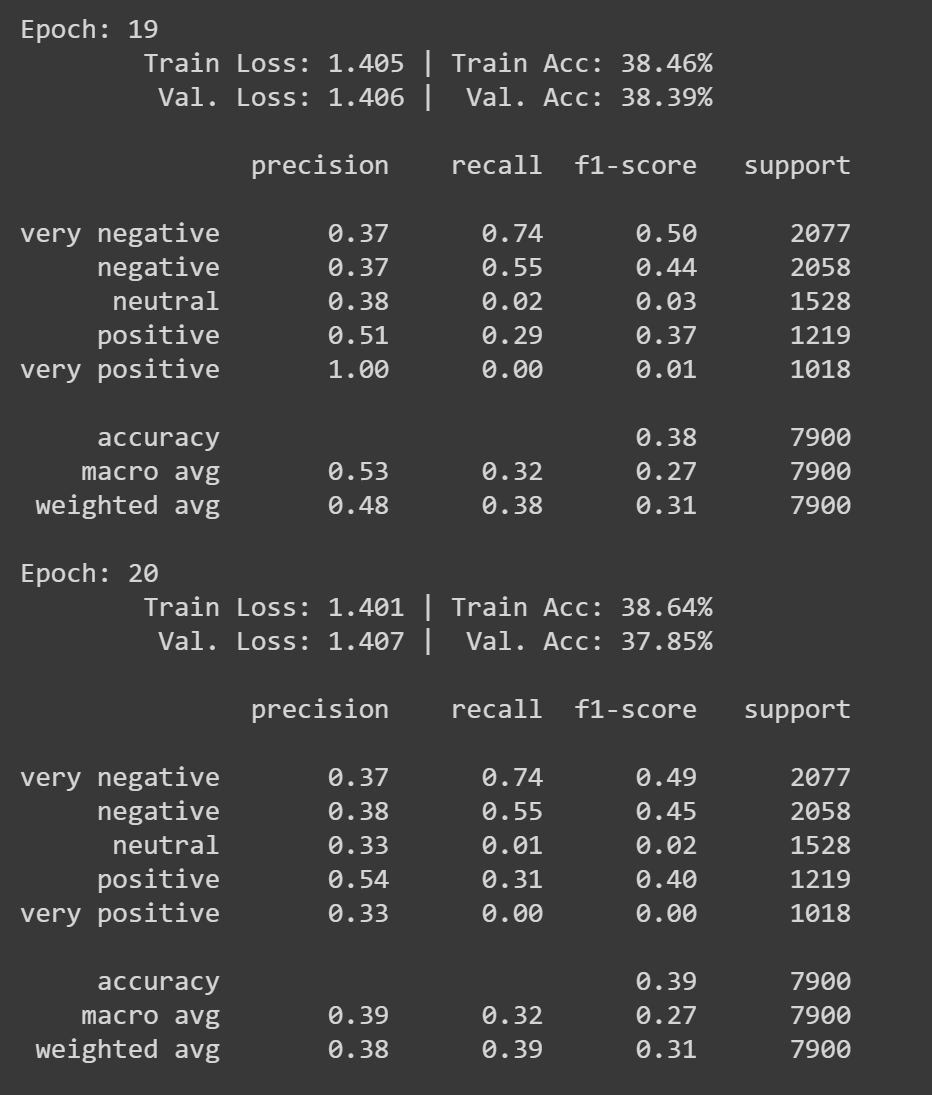 Epoch: 19
Train Loss: 1.405 | Train Acc: 38.46%
Val. Loss: 1.406 | Val. Acc: 38.39%
precision recall f1-score support
very negative 0.37 0.74 0.50 2077
negative 0.37 0.55 0.44 2058
neutral 0.38 0.02 0.03 1528
positive 0.51 0.29 0.37 1219
very positive 1.00 0.00 0.01 1018
accuracy 0.38 7900
macro avg 0.53 0.32 0.27 7900
weighted avg 0.48 0.38 0.31 7900
Epoch: 20
Train Loss: 1.401 | Train Acc: 38.64%
Val. Loss: 1.407 | Val. Acc: 37.85%
precision recall f1-score support
very negative 0.37 0.74 0.49 2077
negative 0.38 0.55 0.45 2058
neutral 0.33 0.01 0.02 1528
positive 0.54 0.31 0.40 1219
very positive 0.33 0.00 0.00 1018
accuracy 0.39 7900
macro avg 0.39 0.32 0.27 7900
weighted avg 0.38 0.39 0.31 7900